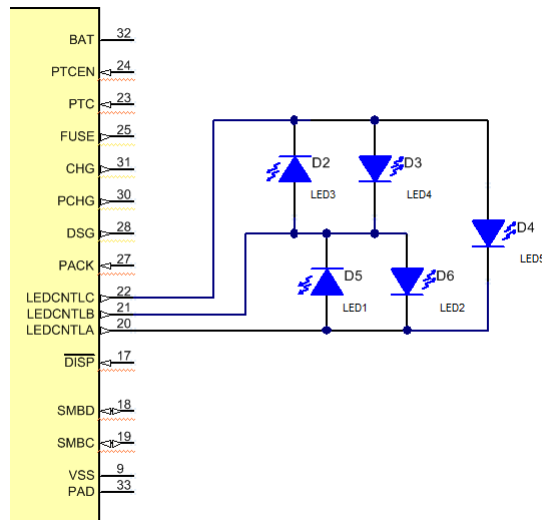 BAT 32
PTCEN 24
PTC 23
FUSE 25
CHG 31
PCHG 30
DSG 28
PACK 27
LEDCNTLC 22
LEDCNTLB 21
LEDCNTLA 20
DISP 17
SMBD 18
SMBC 19
VSS 9
PAD 33
D2
LED3
D3
LED4
D4
LED5
D5
LED1
D6
LED2